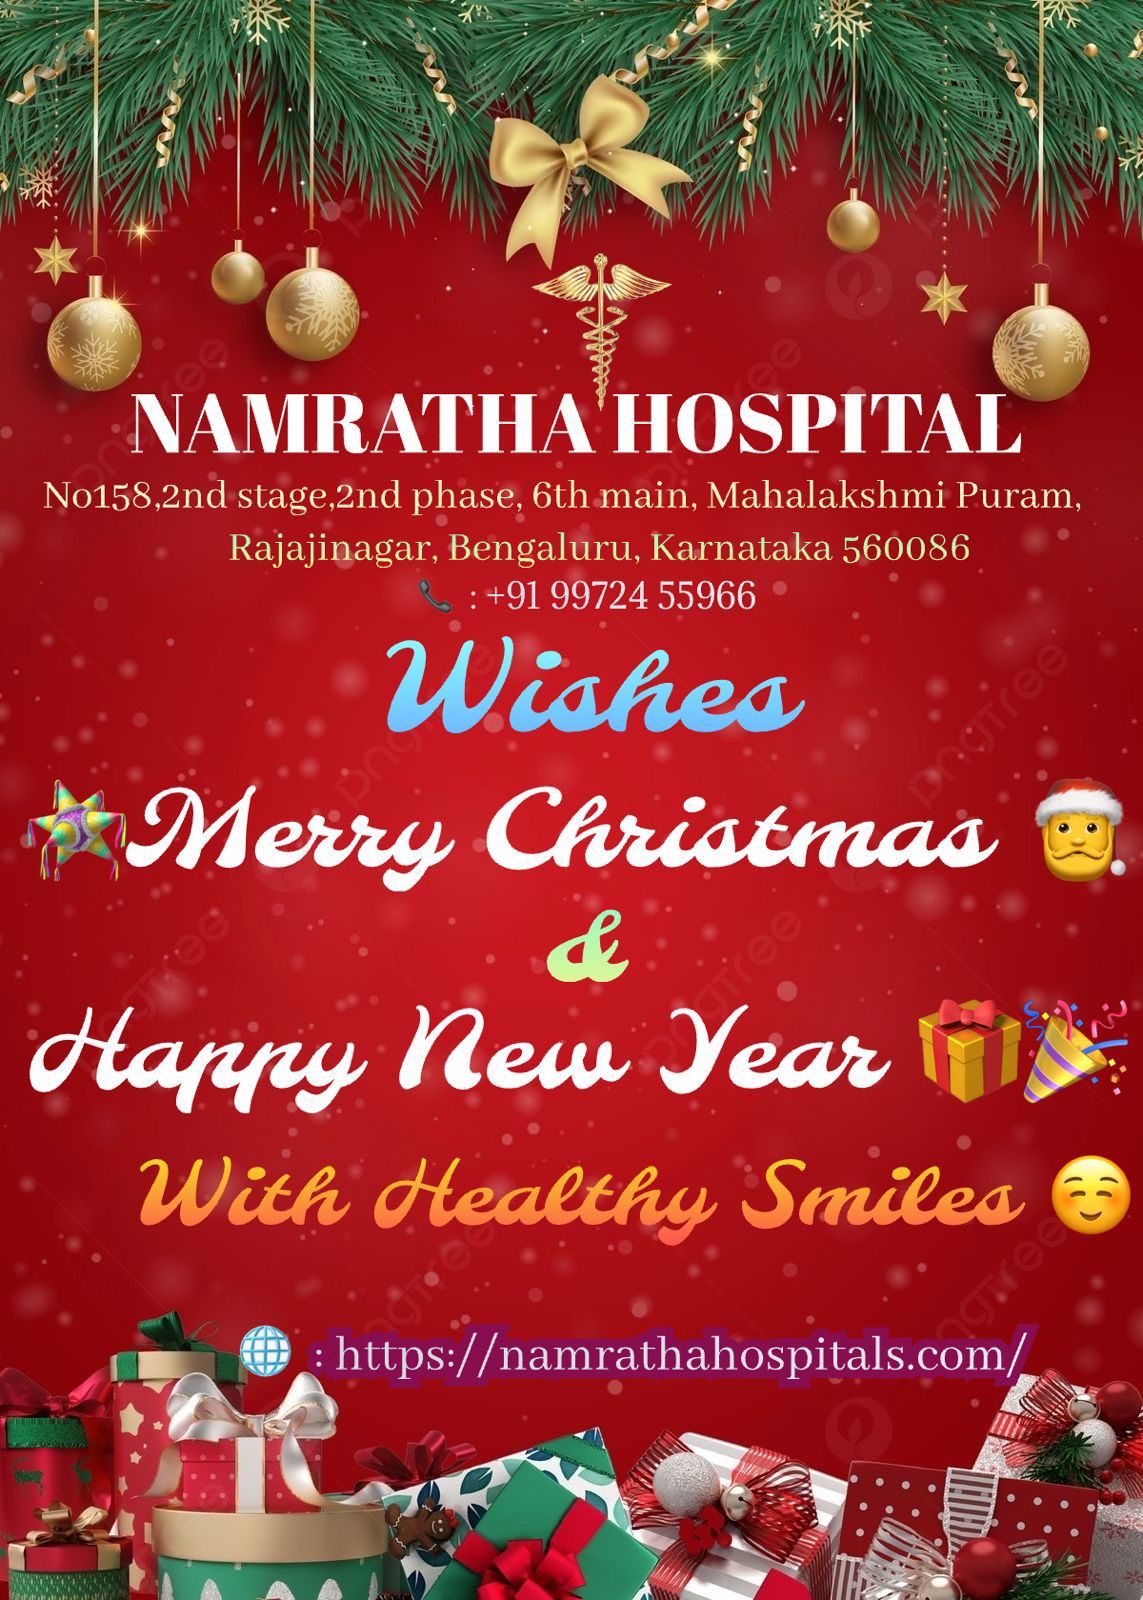 NAMRATHA HOSPITAL
No158,2nd stage,2nd phase, 6th main, Mahalakshmi Puram,
Rajajinagar, Bengaluru, Karnataka 560086
📞 : +91 99724 55966
Wishes
🪅Merry Christmas 🎅
&
Happy New Year 🎁🎉
With Healthy Smiles ☺️
🌐 : https://namrathahospitals.com/
pngtree